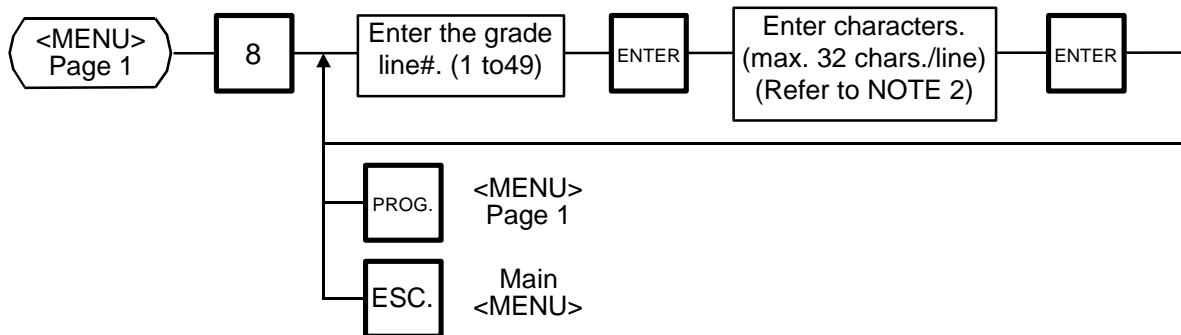 <MENU>
Page 1
8
Enter the grade
line#. (1 to49)
ENTER
Enter characters.
(max. 32 chars./line)
(Refer to NOTE 2)
ENTER
PROG.
<MENU>
Page 1
ESC.
Main
<MENU>